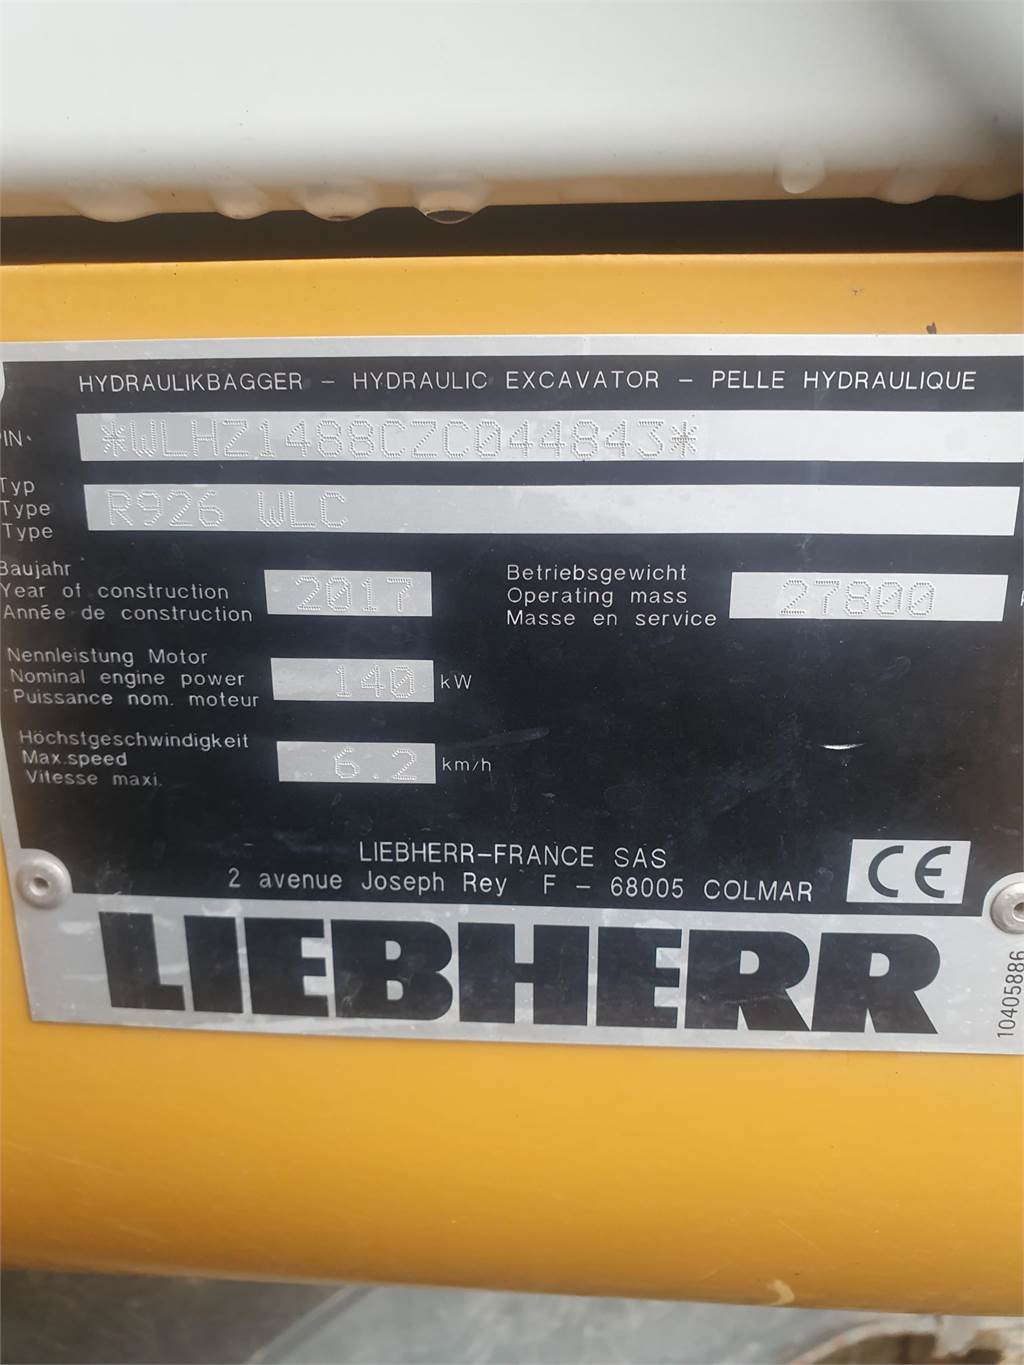 HYDRAULIKBAGGER – HYDRAULIC EXCAVATOR – PELLE HYDRAULIQUE
PIN. *WLHZ1488CZC044843*
Typ
Type
Type
R926 WLC
Baujahr
Year of construction
Année de construction
2017
Betriebsgewicht
Operating mass
Masse en service
27800
Nennleistung Motor
Nominal engine power
Puissance nom. moteur
140 kW
Höchstgeschwindigkeit
Max.speed
Vitesse maxi.
6.2 km/h
LIEBHERR–FRANCE SAS
2 avenue Joseph Rey F – 68005 COLMAR
CE
LIEBHERR
10405886